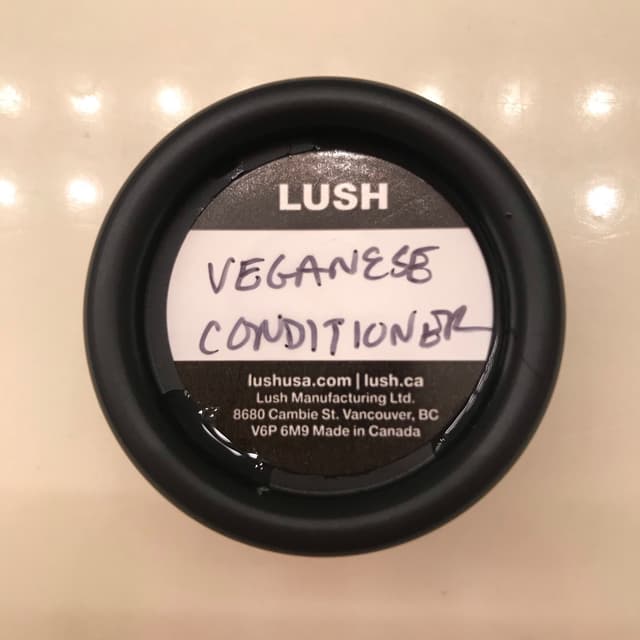 LUSH
VEGANESE
CONDITIONER
lushusa.com | lush.ca
Lush Manufacturing Ltd.
8680 Cambie St. Vancouver, BC
V6P 6M9 Made in Canada